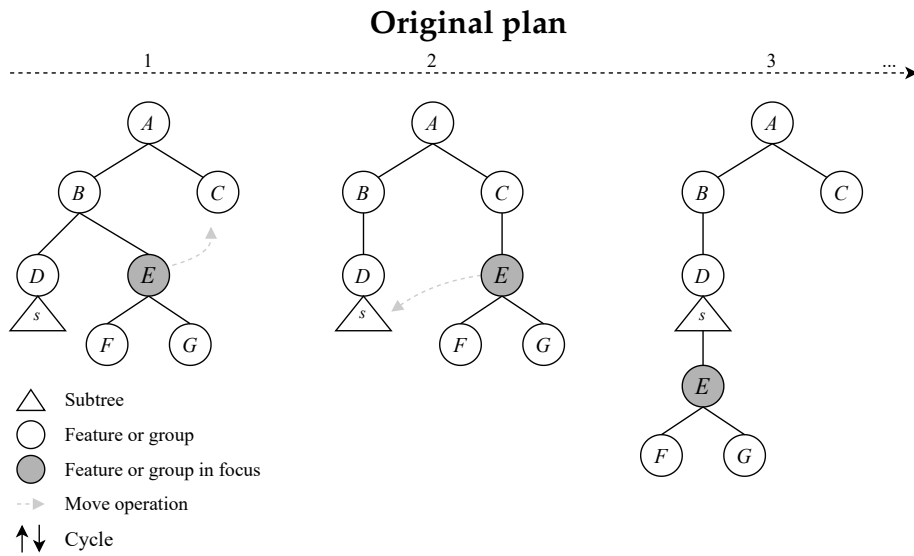 Original plan
1 2 3 ...
A A A
B C B C B C
D E D E D
s s s
F G F G E
F G
Subtree
Feature or group
Feature or group in focus
Move operation
Cycle